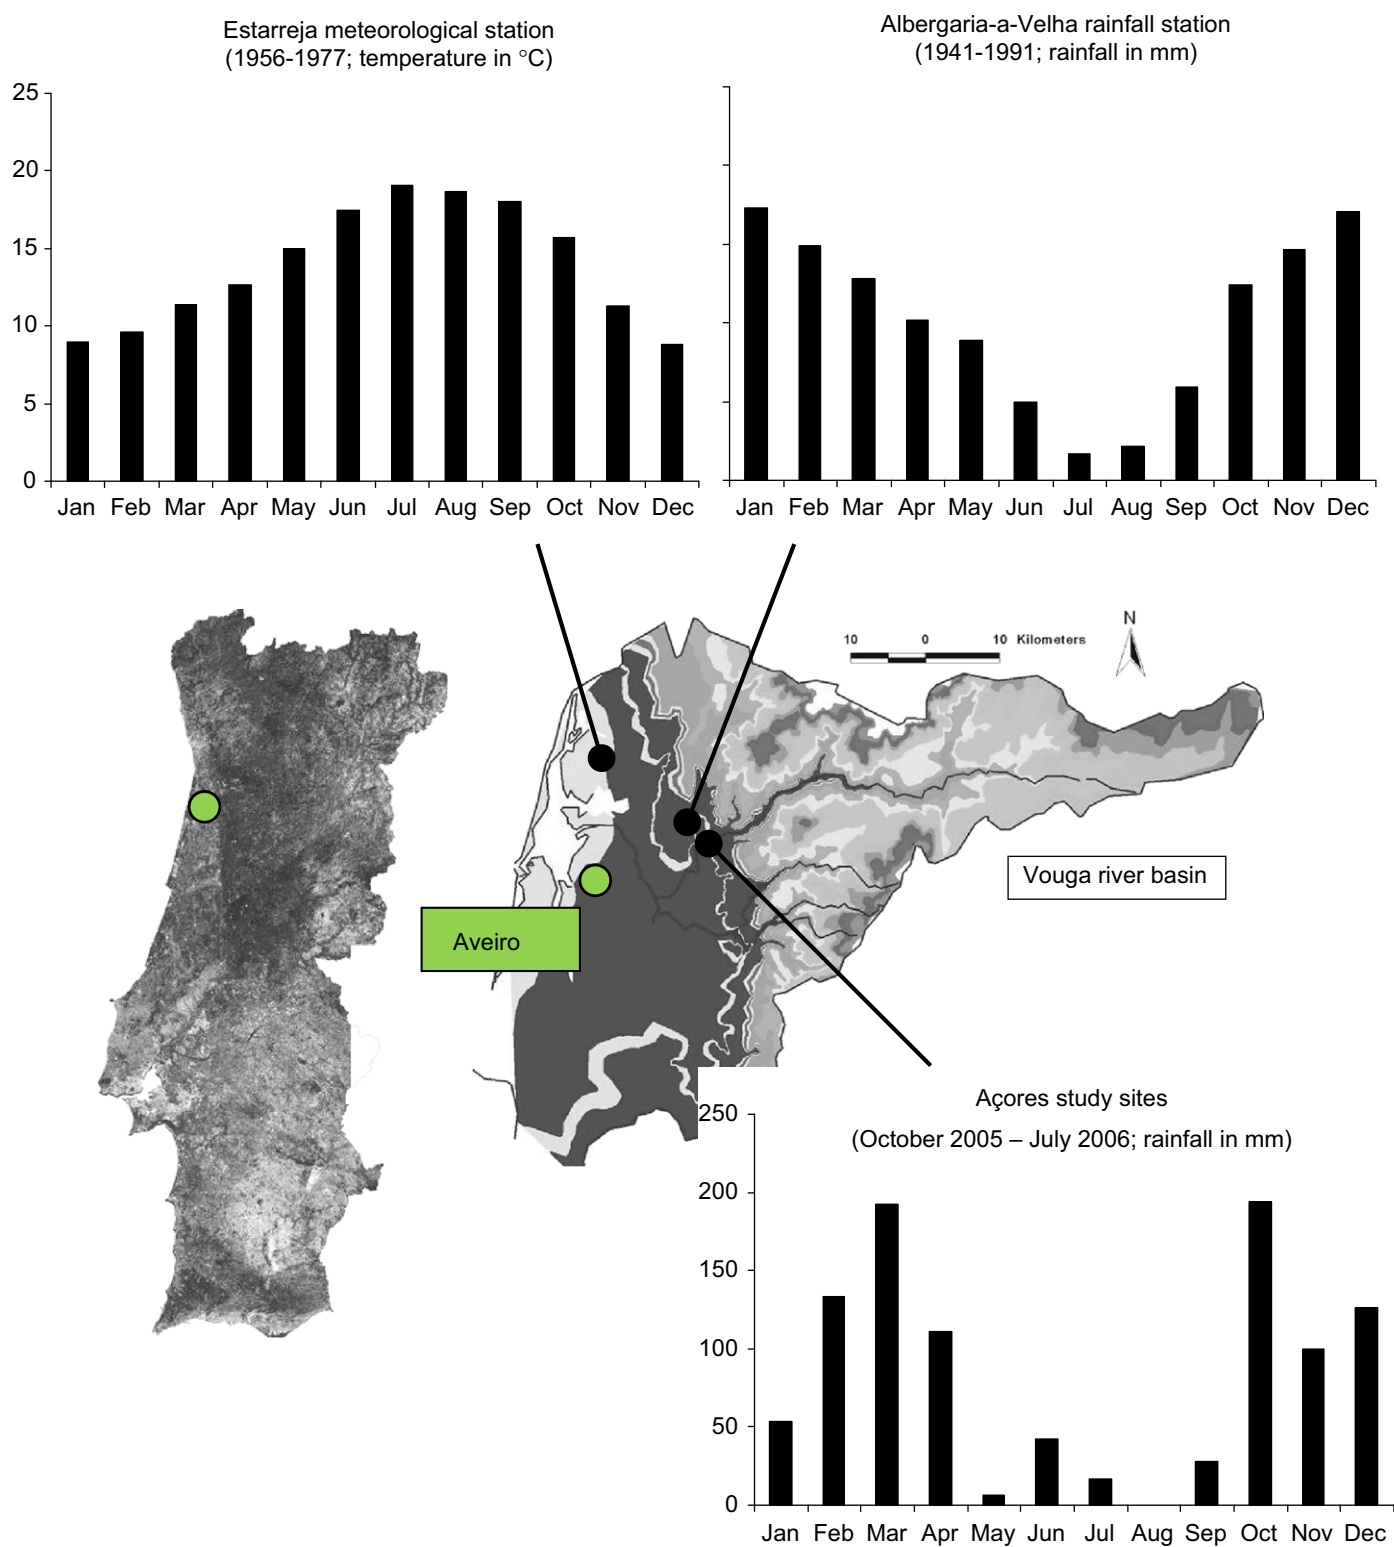 Estarreja meteorological station
(1956-1977; temperature in °C)
25
20
15
10
5
0
Jan Feb Mar Apr May Jun Jul Aug Sep Oct Nov Dec
Albergaria-a-Velha rainfall station
(1941-1991; rainfall in mm)
Jan Feb Mar Apr May Jun Jul Aug Sep Oct Nov Dec
N
10 0 10 Kilometers
Vouga river basin
Aveiro
Açores study sites
(October 2005 – July 2006; rainfall in mm)
250
200
150
100
50
0
Jan Feb Mar Apr May Jun Jul Aug Sep Oct Nov Dec